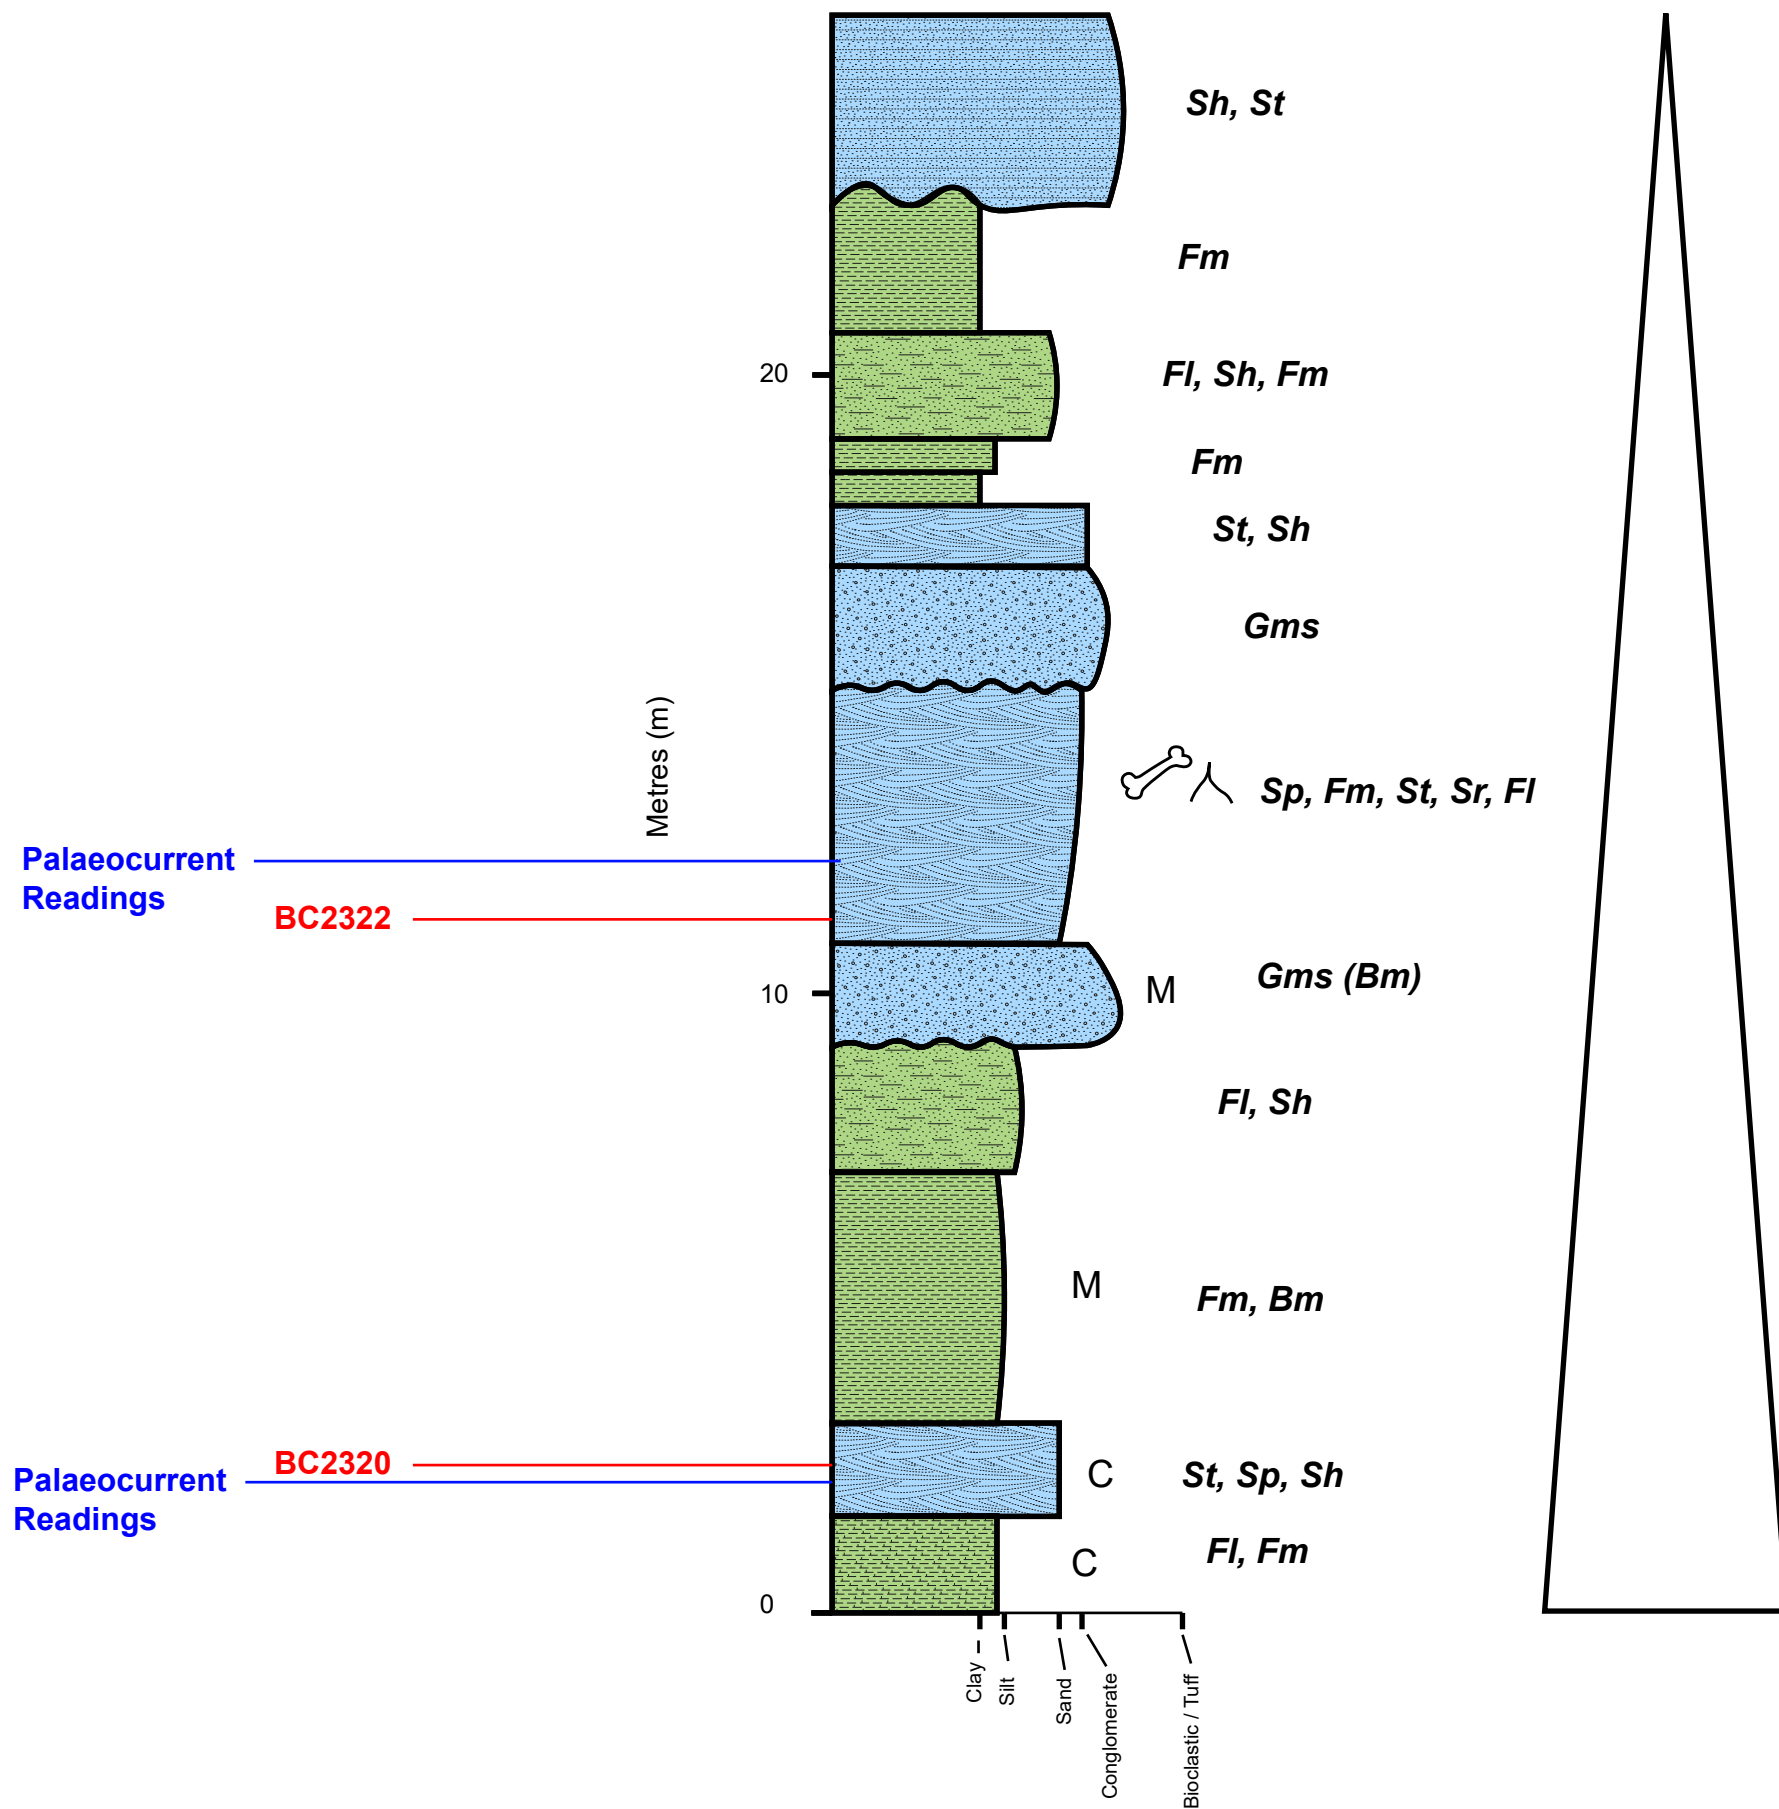 Sh, St
Fm
20
Fl, Sh, Fm
Fm
St, Sh
Gms
Metres (m)
Sp, Fm, St, Sr, Fl
Palaeocurrent
Readings
BC2322
10
M
Gms (Bm)
Fl, Sh
M
Fm, Bm
BC2320
Palaeocurrent
Readings
C
St, Sp, Sh
C
Fl, Fm
0
Clay
Silt
Sand
Conglomerate
Bioclastic / Tuff